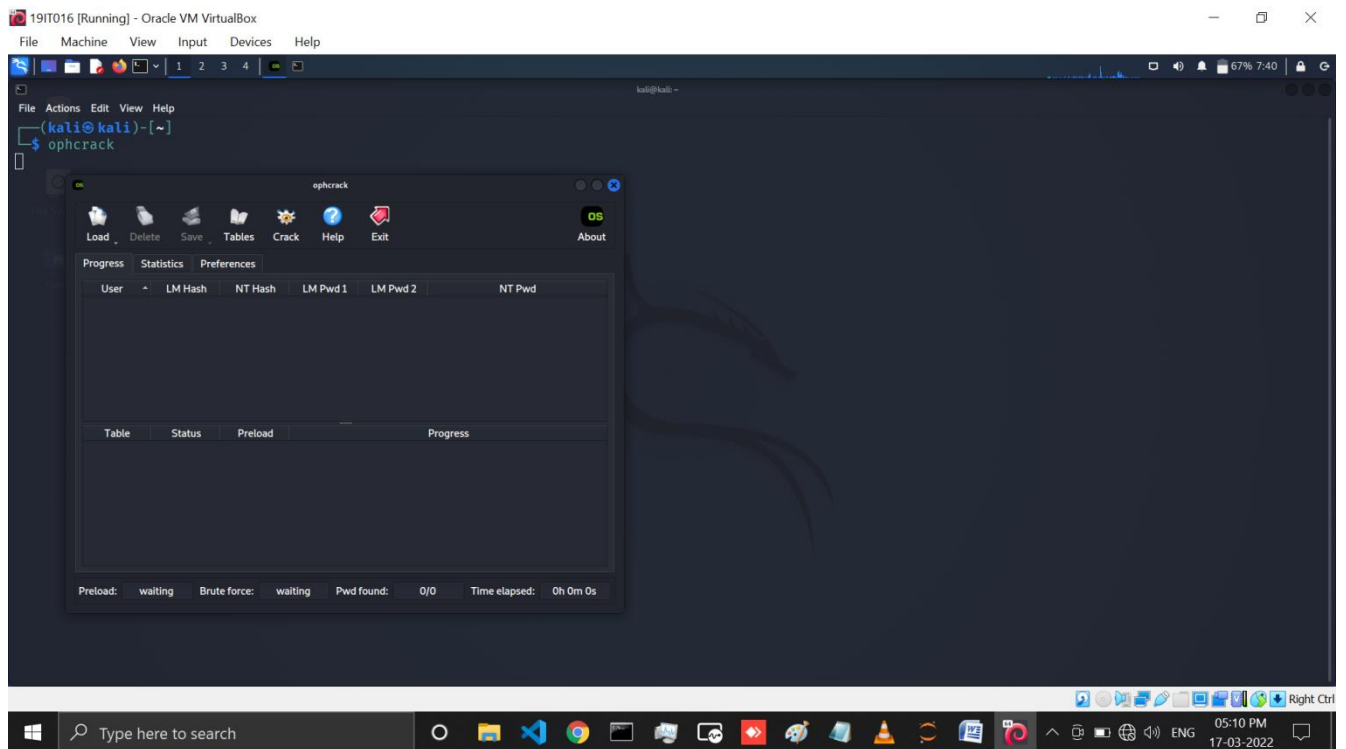 19IT016 [Running] - Oracle VM VirtualBox
File Machine View Input Devices Help
1 2 3 4 67% 7:40
kali@kali: ~
File Actions Edit View Help
(kali㉿kali)-[~]
$ ophcrack
ophcrack
OS
Load Delete Save Tables Crack Help Exit About
Progress Statistics Preferences
User LM Hash NT Hash LM Pwd 1 LM Pwd 2 NT Pwd
Table Status Preload Progress
Preload: waiting Brute force: waiting Pwd found: 0/0 Time elapsed: 0h 0m 0s
Right Ctrl
Type here to search
ENG 05:10 PM
17-03-2022